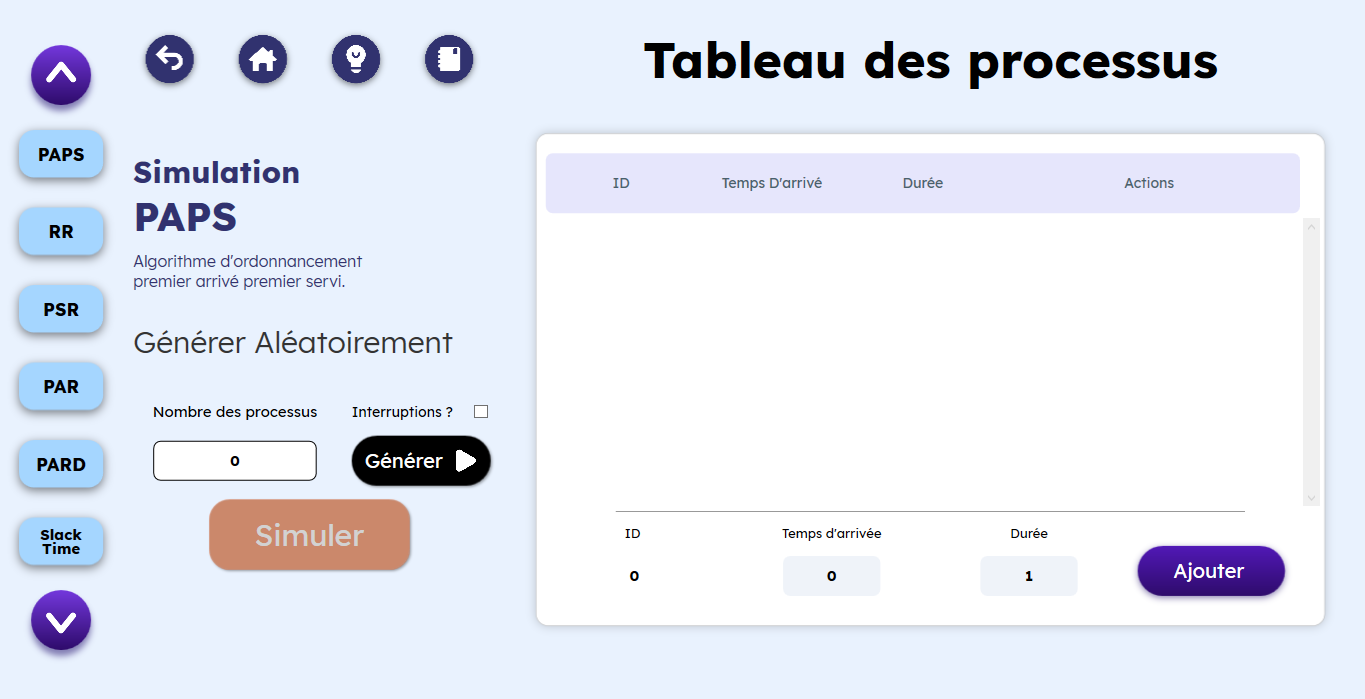 Tableau des processus
PAPS
RR
PSR
PAR
PARD
Slack
Time
Simulation
PAPS
Algorithme d'ordonnancement
premier arrivé premier servi.
Générer Aléatoirement
Nombre des processus
Interruptions ?
0
Générer
Simuler
ID
Temps D'arrivé
Durée
Actions
ID
Temps d'arrivée
Durée
0
0
1
Ajouter